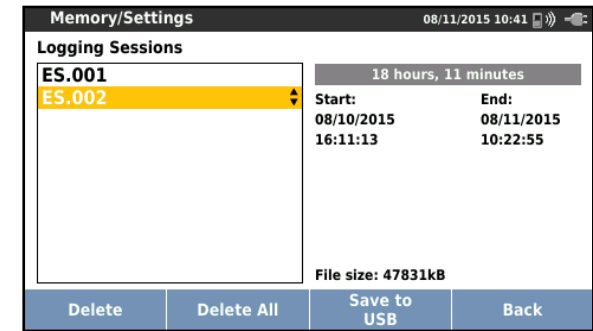 Memory/Settings 08/11/2015 10:41
Logging Sessions
ES.001
ES.002
18 hours, 11 minutes
Start: End:
08/10/2015 08/11/2015
16:11:13 10:22:55
File size: 47831kB
Delete Delete All Save to USB Back